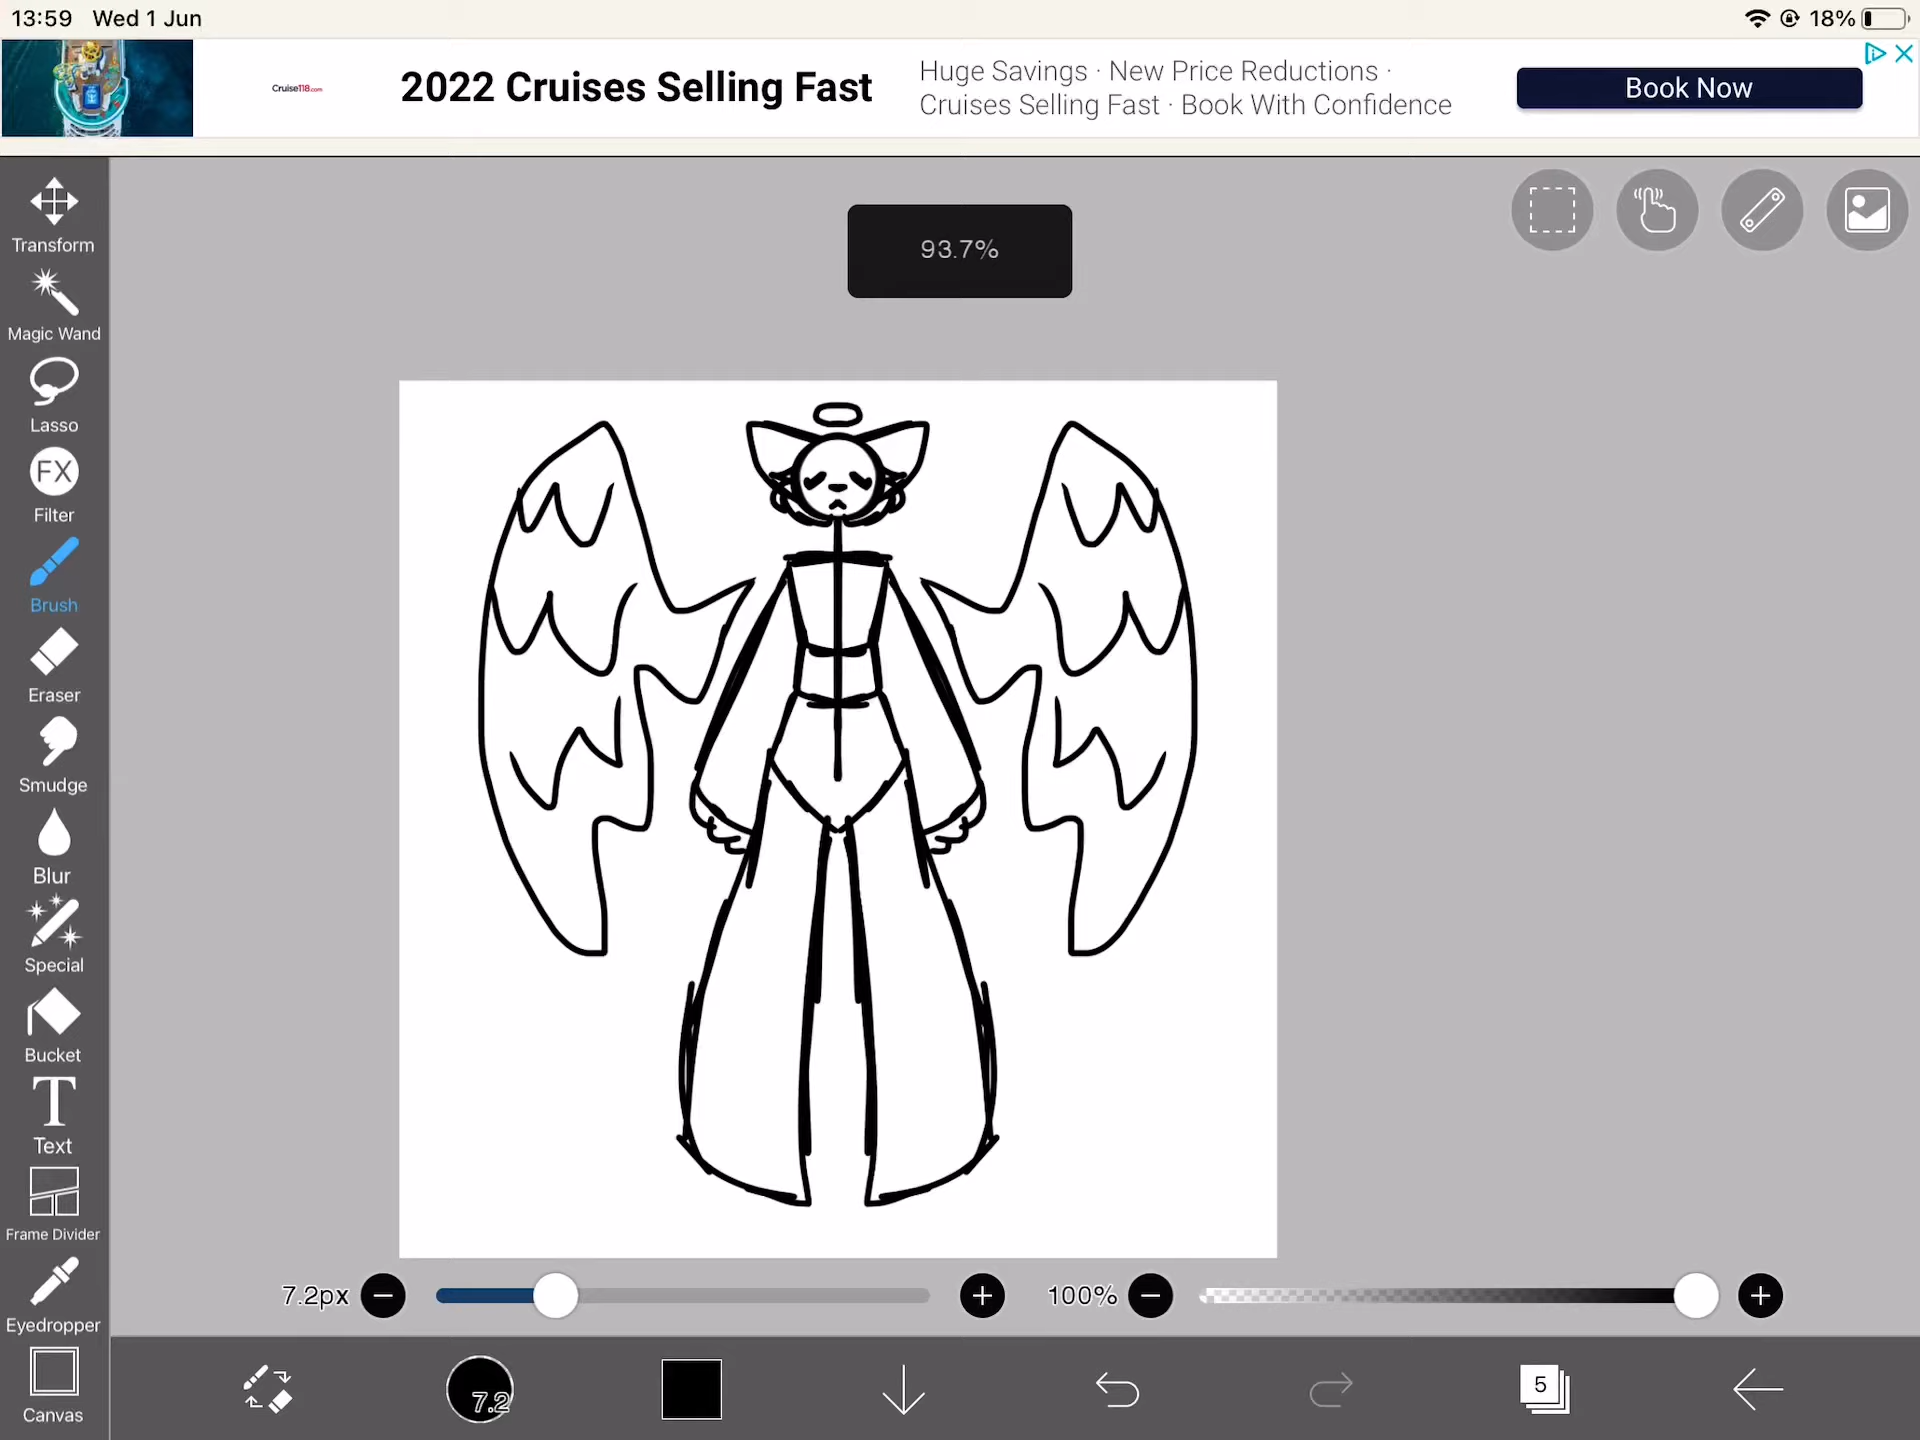 13:59 Wed 1 Jun
18%
Cruise118.com
2022 Cruises Selling Fast
Huge Savings · New Price Reductions ·
Cruises Selling Fast · Book With Confidence
Book Now
93.7%
Transform
Magic Wand
Lasso
FX
Filter
Brush
Eraser
Smudge
Blur
Special
Bucket
T
Text
Frame Divider
Eyedropper
Canvas
7.2px
100%
7.2
5